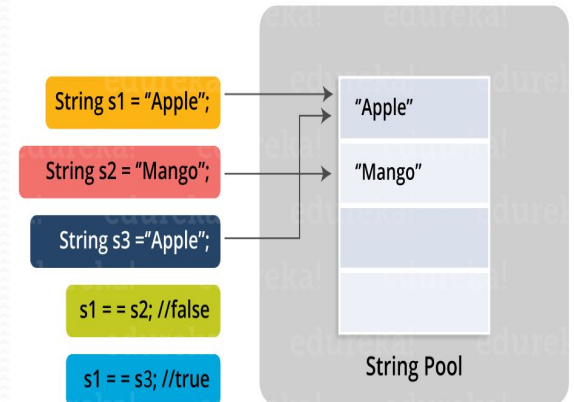 String s1 = “Apple”;
String s2 = “Mango”;
String s3 =“Apple”;
s1 = = s2; //false
s1 = = s3; //true
“Apple”
“Mango”
String Pool
edureka!